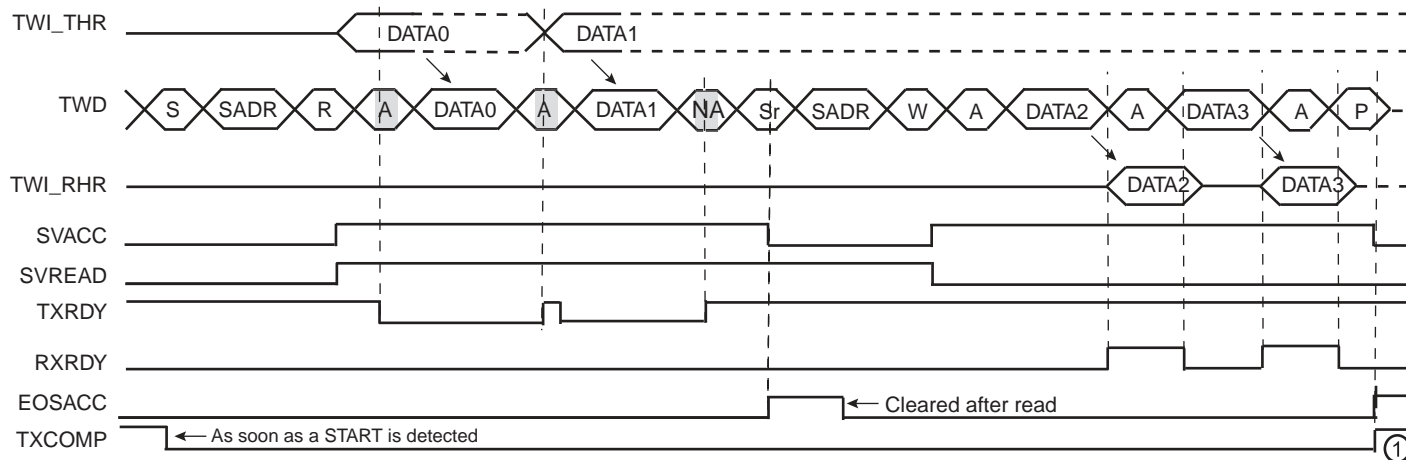 TWI_THR DATA0 DATA1
TWD S SADR R A DATA0 A DATA1 NA Sr SADR W A DATA2 A DATA3 A P
TWI_RHR DATA2 DATA3
SVACC
SVREAD
TXRDY
RXRDY
EOSACC Cleared after read
TXCOMP As soon as a START is detected 1